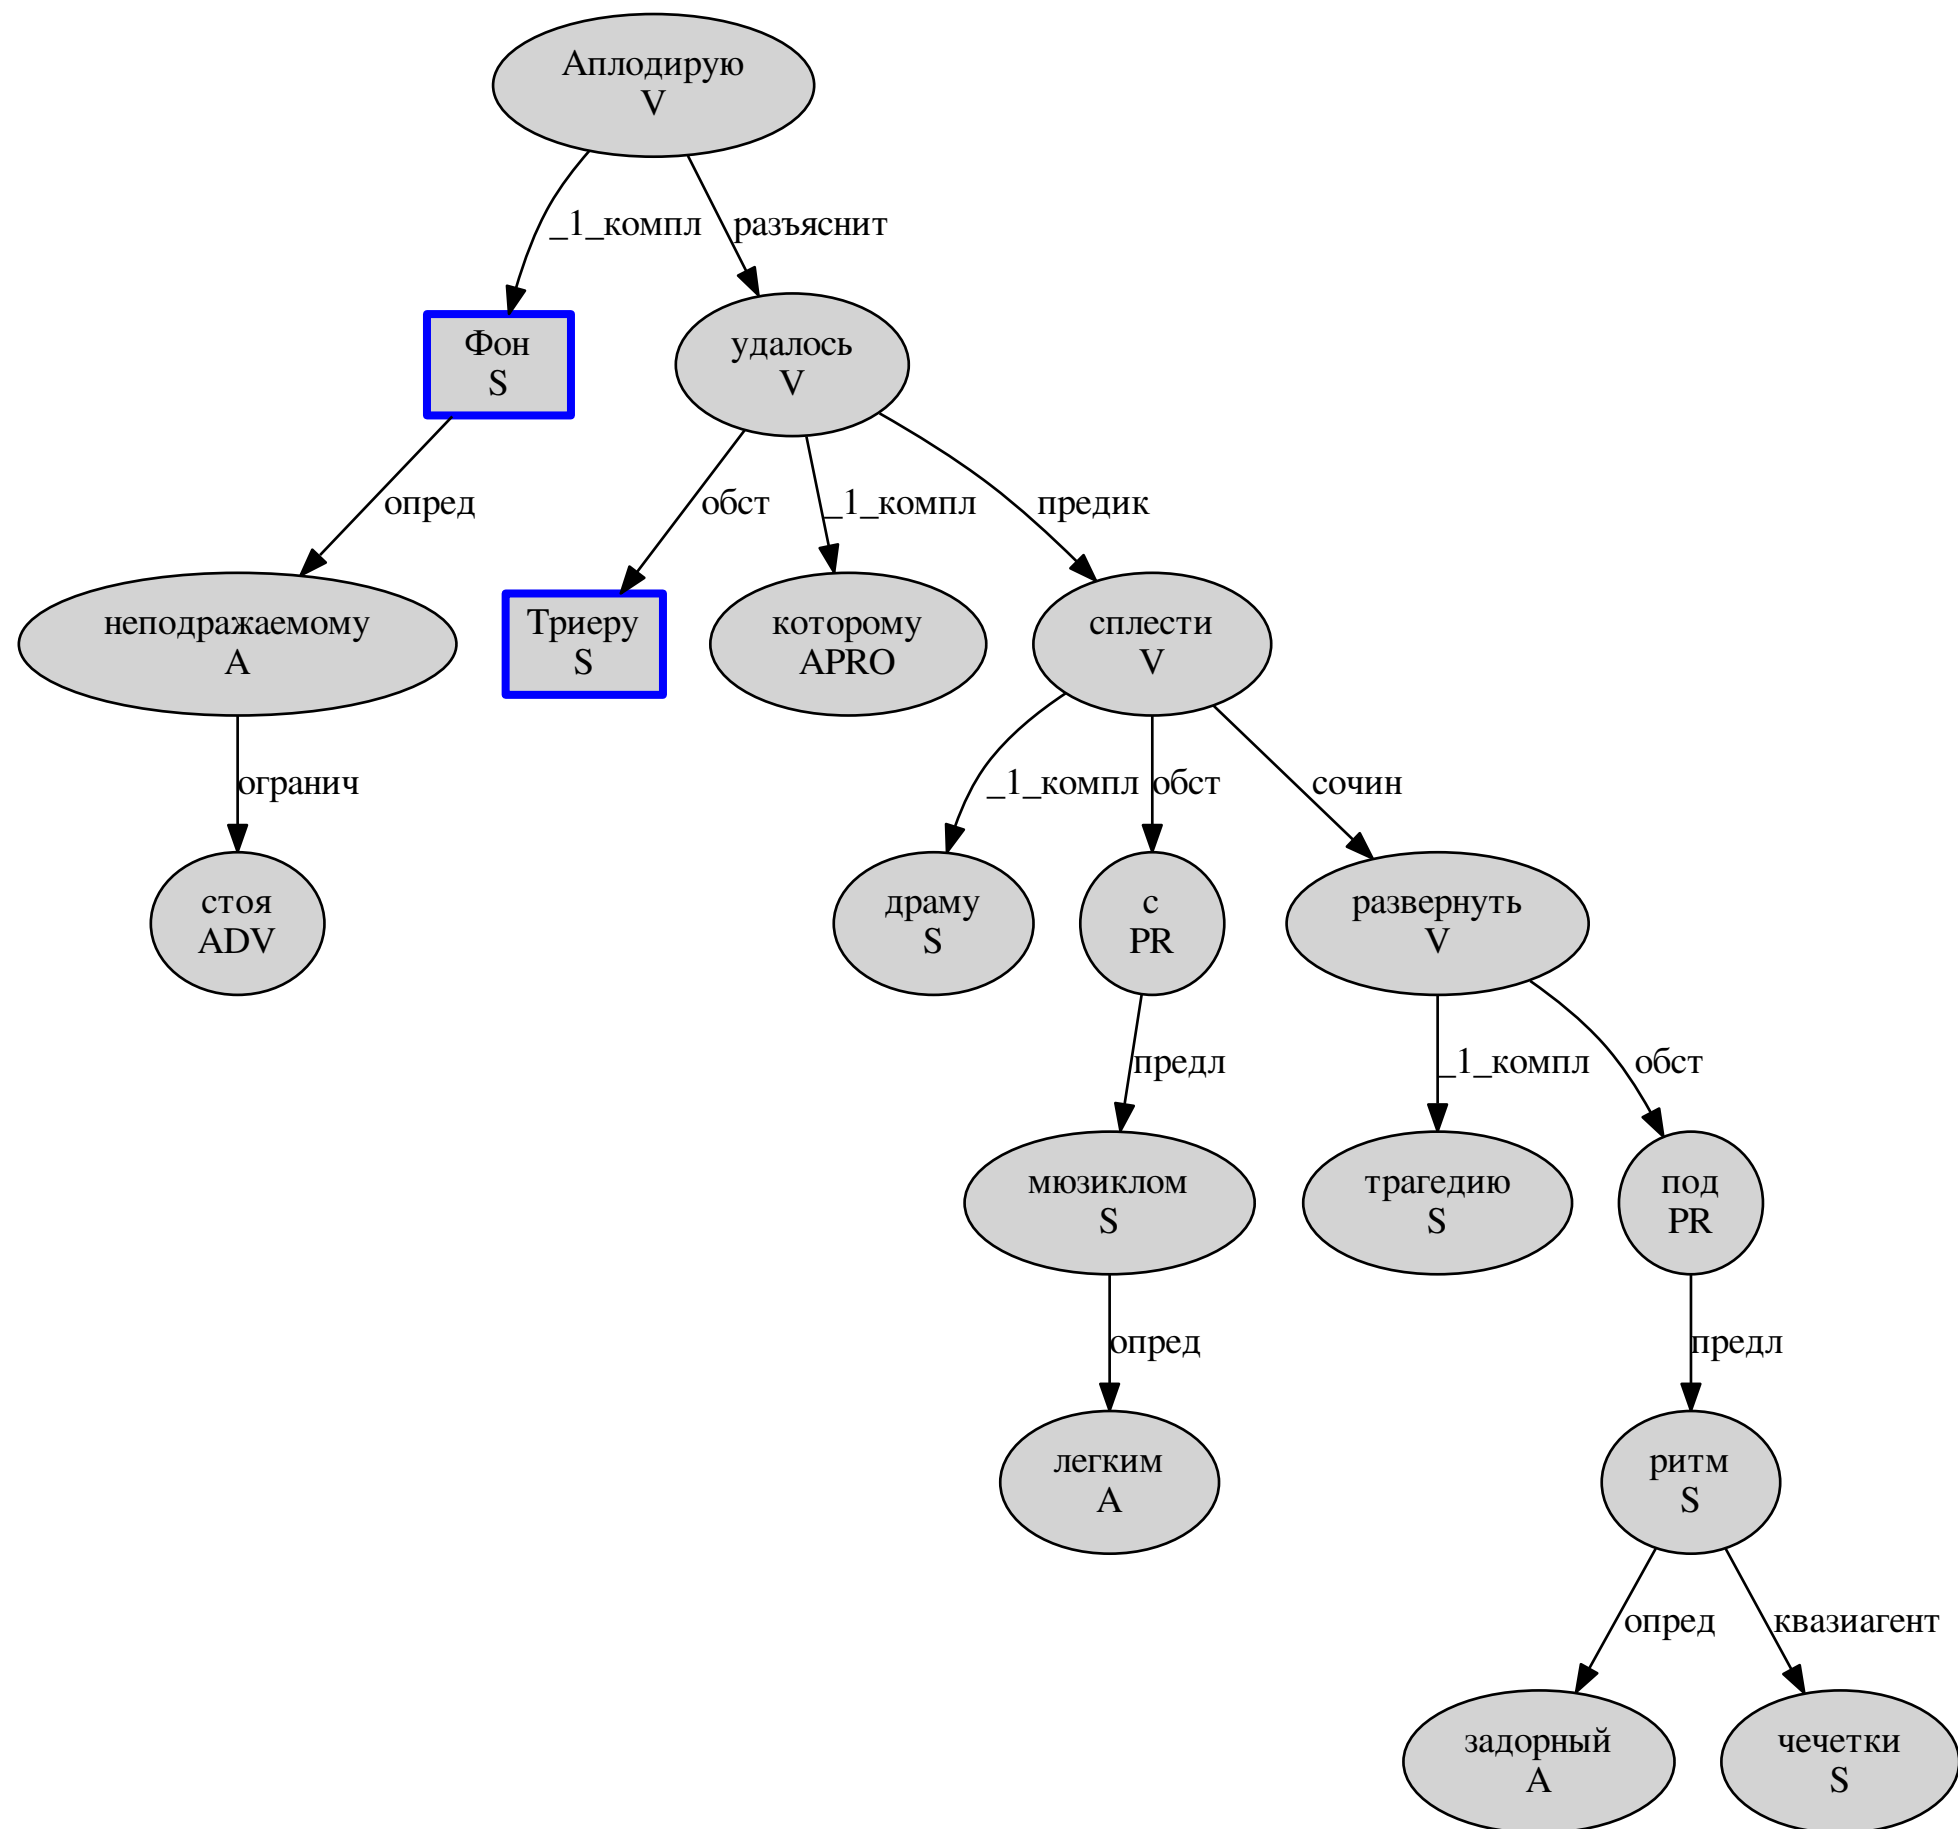 Аплодирую
V
_1_компл
разъяснит
Фон
S
удалось
V
опред
обст
_1_компл
предик
неподражаемому
A
Триеру
S
которому
APRO
сплести
V
огранич
_1_компл
обст
сочин
стоя
ADV
драму
S
с
PR
развернуть
V
предл
_1_компл
обст
мюзиклом
S
трагедию
S
под
PR
опред
предл
легким
A
ритм
S
опред
квазиагент
задорный
A
чечетки
S